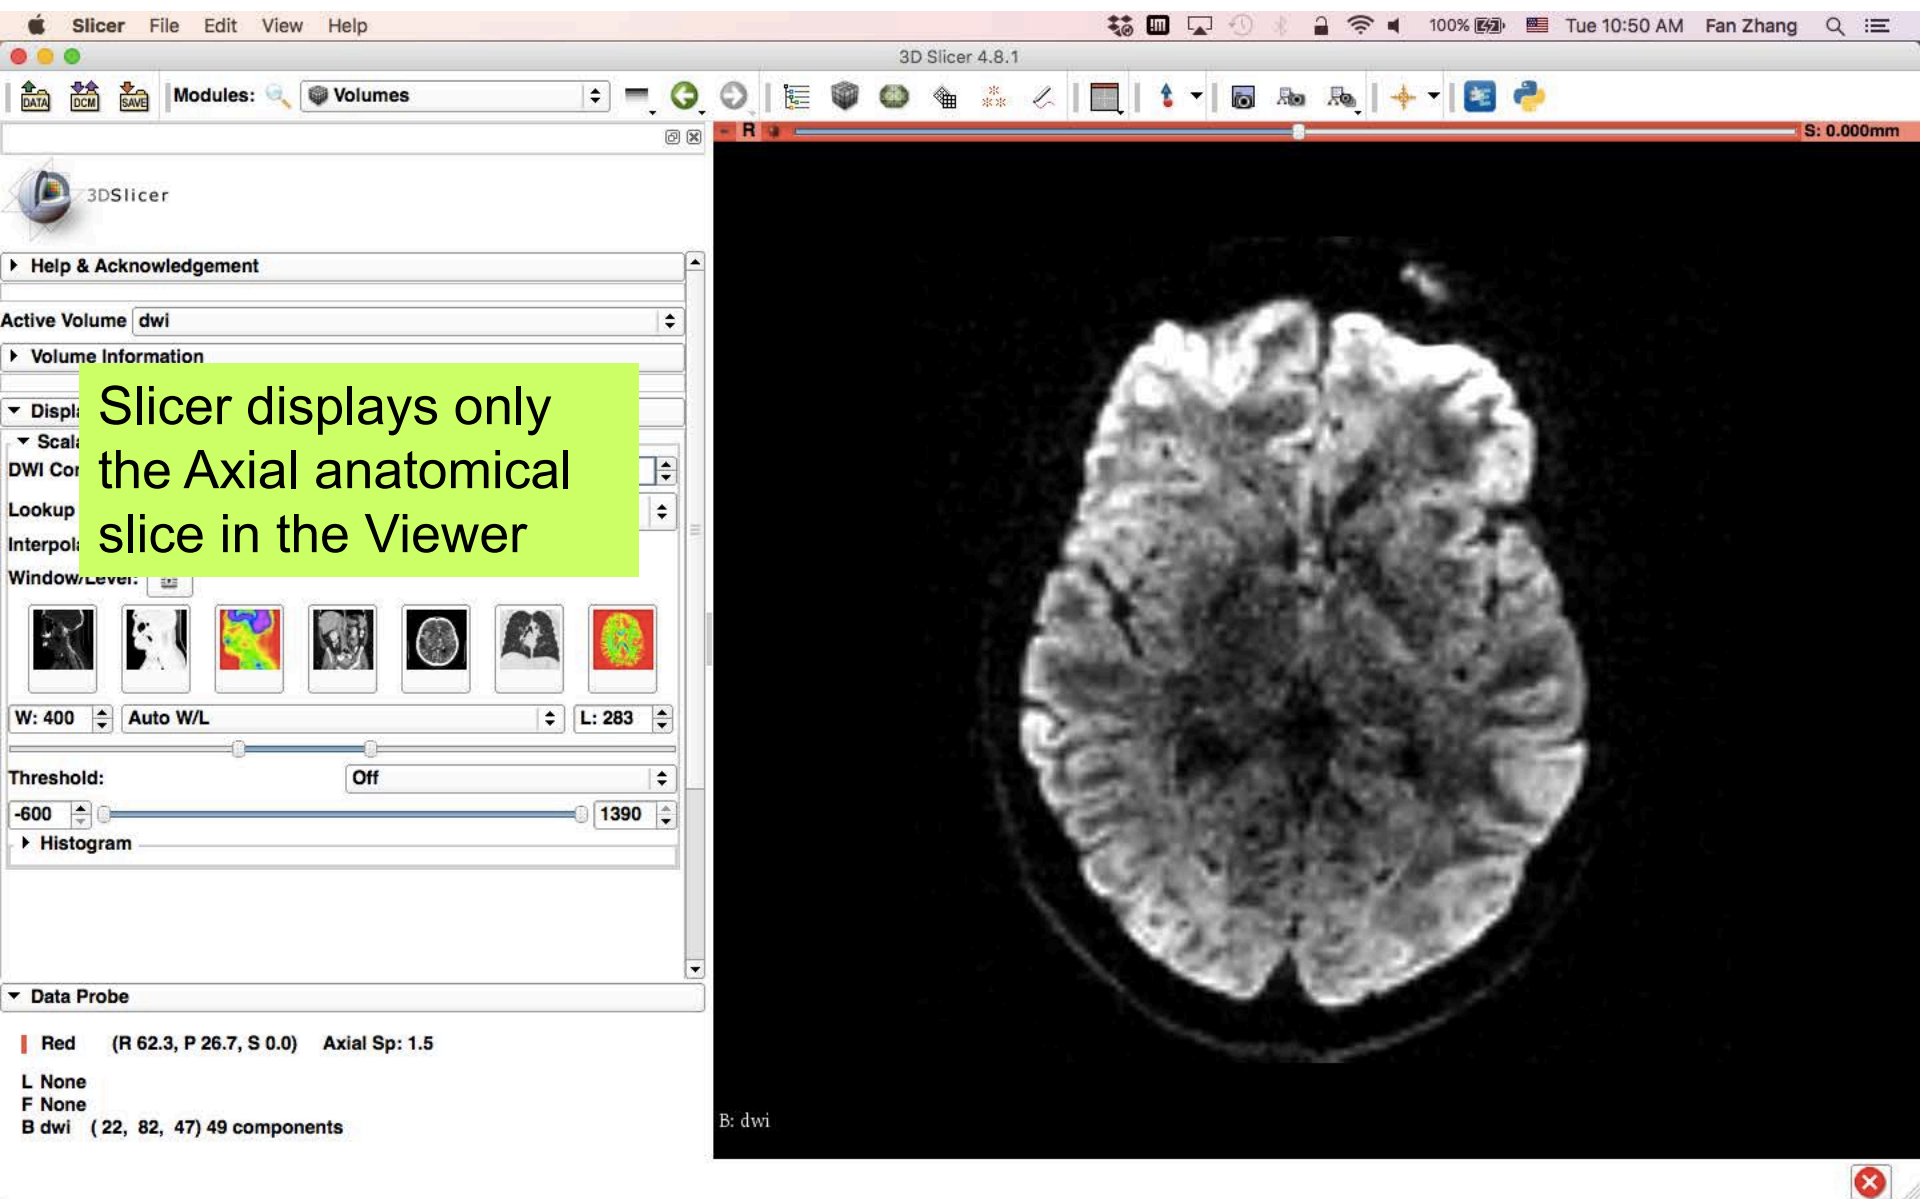 Slicer File Edit View Help 100% Tue 10:50 AM Fan Zhang
3D Slicer 4.8.1
DATA DCM SAVE Modules: Volumes
R S: 0.000mm
3DSlicer
Help & Acknowledgement
Active Volume dwi
Volume Information
Displ
Scal
DWI Cor
Lookup
Interpol
Window/Level:
Slicer displays only
the Axial anatomical
slice in the Viewer
W: 400 Auto W/L L: 283
Threshold: Off
-600 1390
Histogram
Data Probe
Red (R 62.3, P 26.7, S 0.0) Axial Sp: 1.5
L None
F None
B dwi ( 22, 82, 47) 49 components
B: dwi